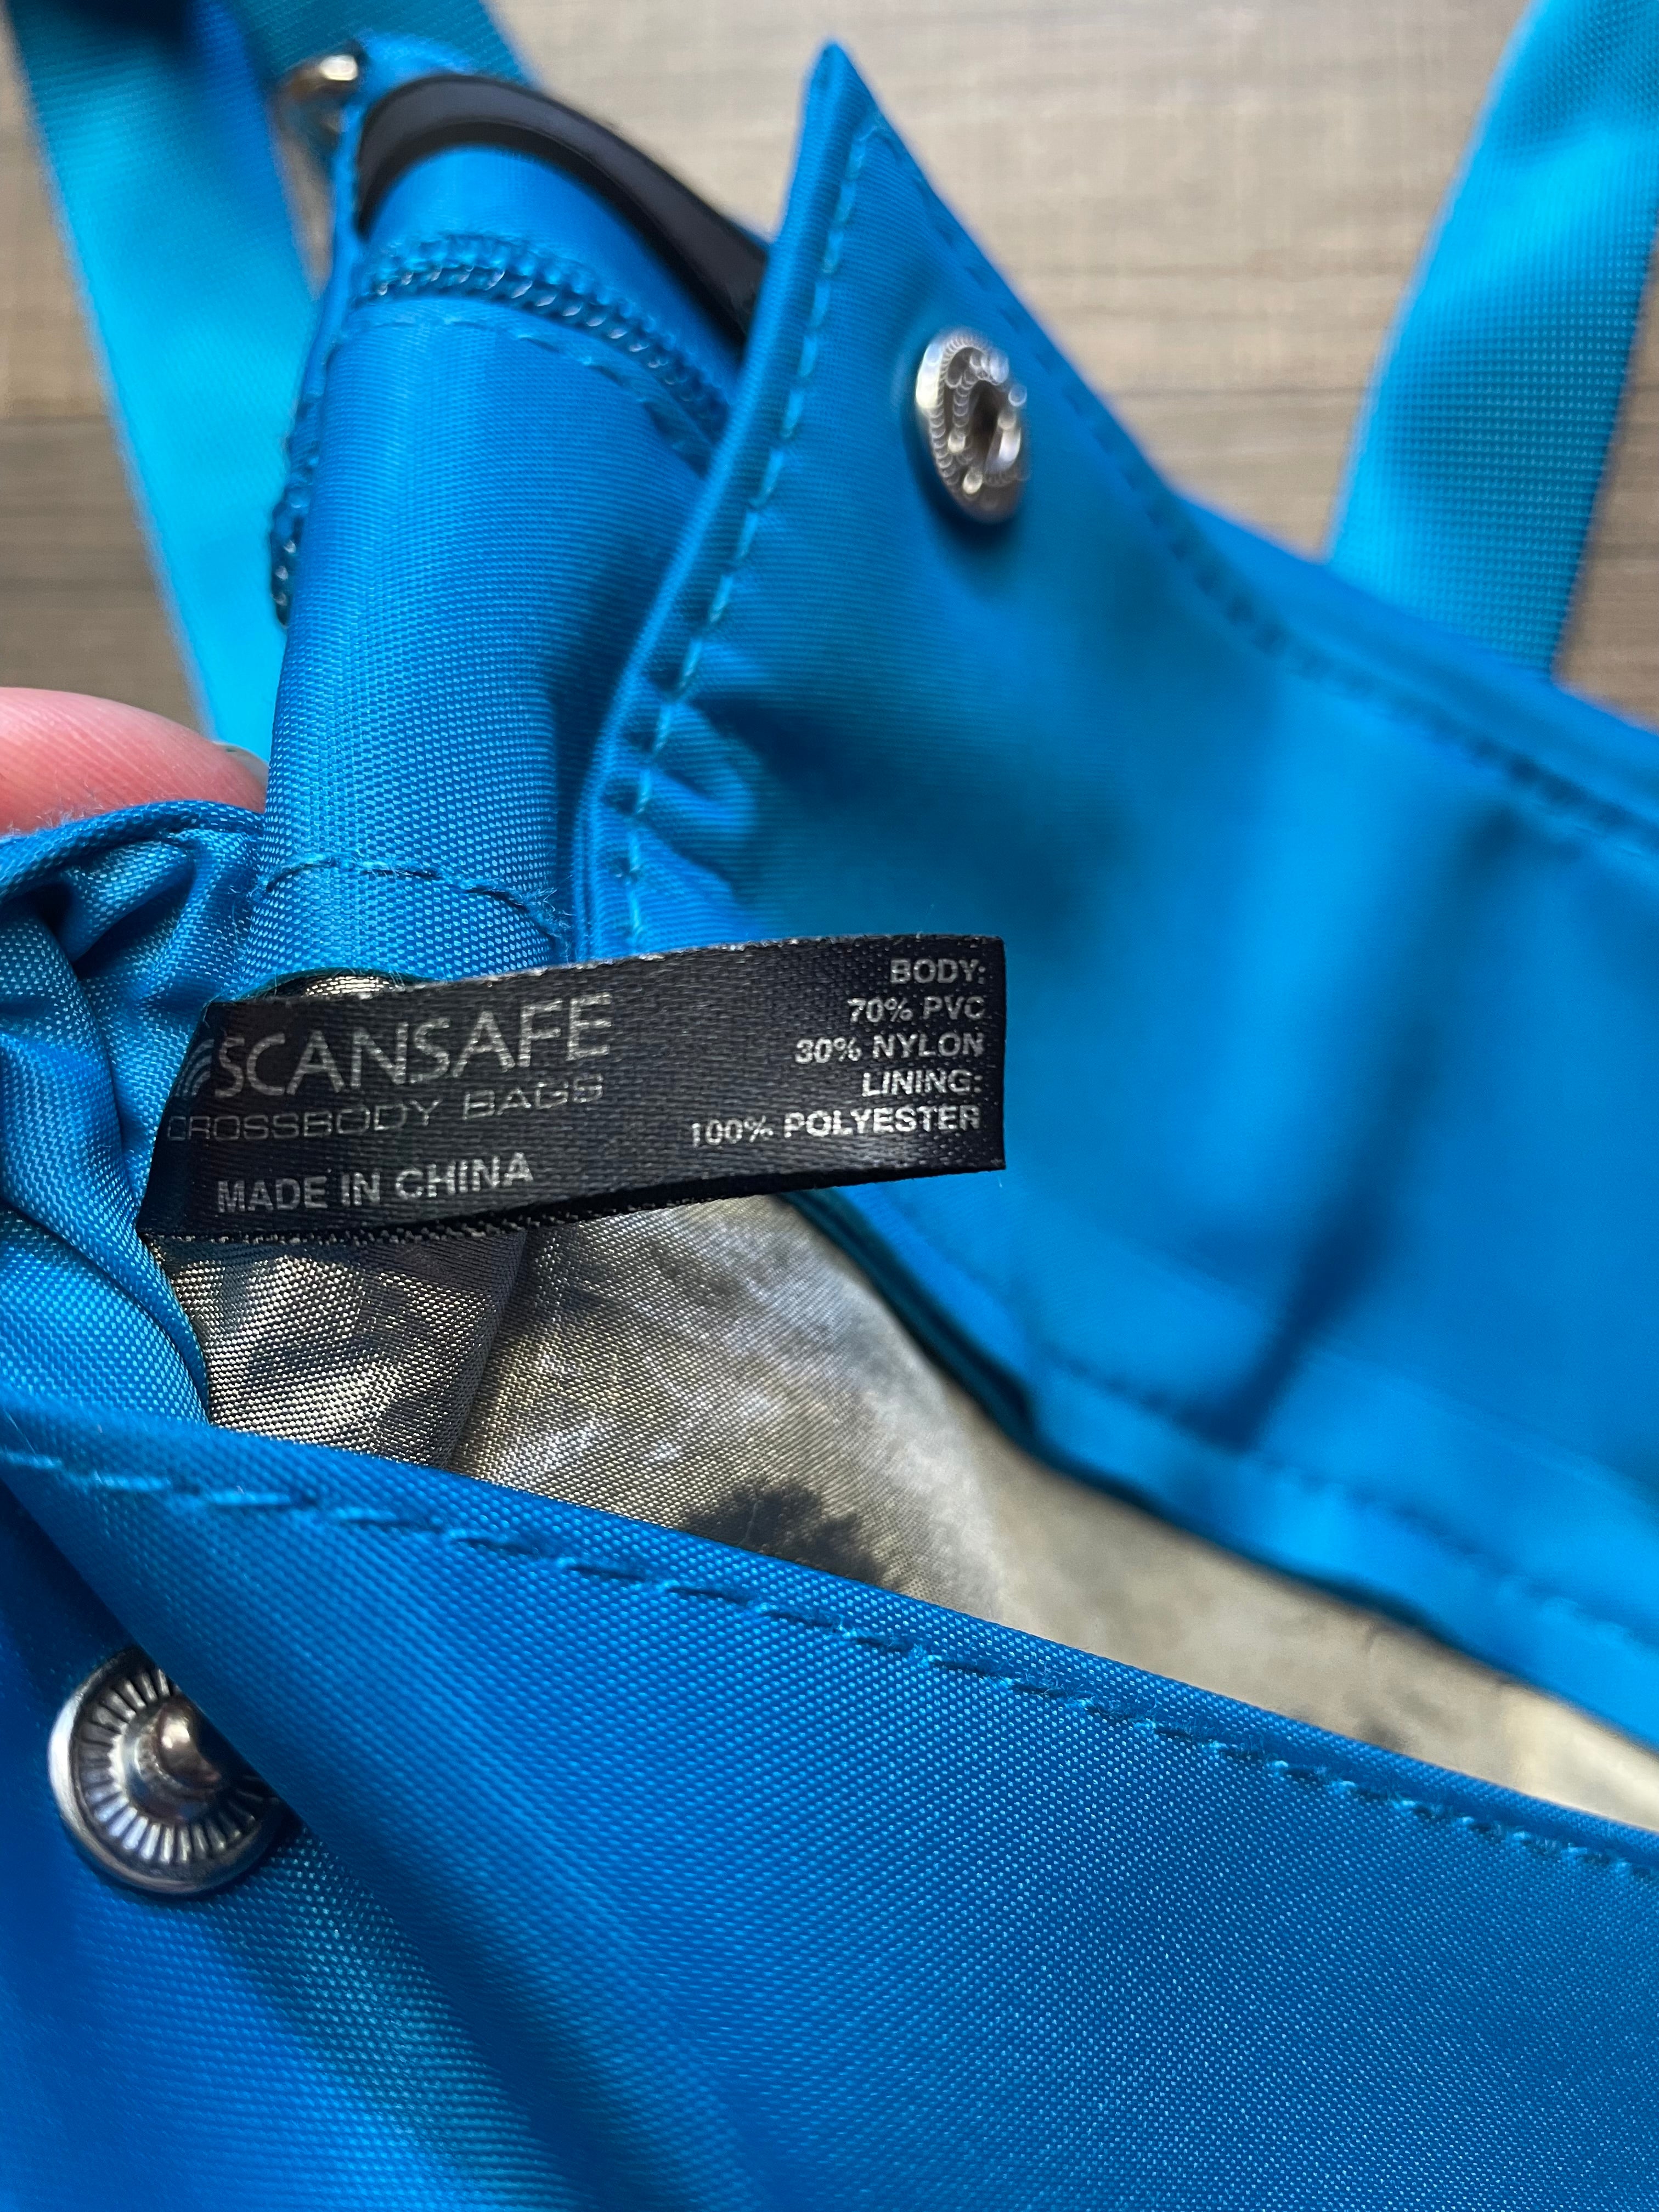 SCANSAFE
CROSSBODY BAGS
MADE IN CHINA
BODY:
70% PVC
30% NYLON
LINING:
100% POLYESTER